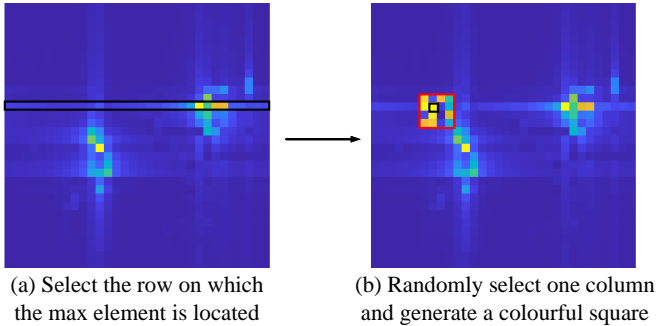 (a) Select the row on which
the max element is located
(b) Randomly select one column
and generate a colourful square